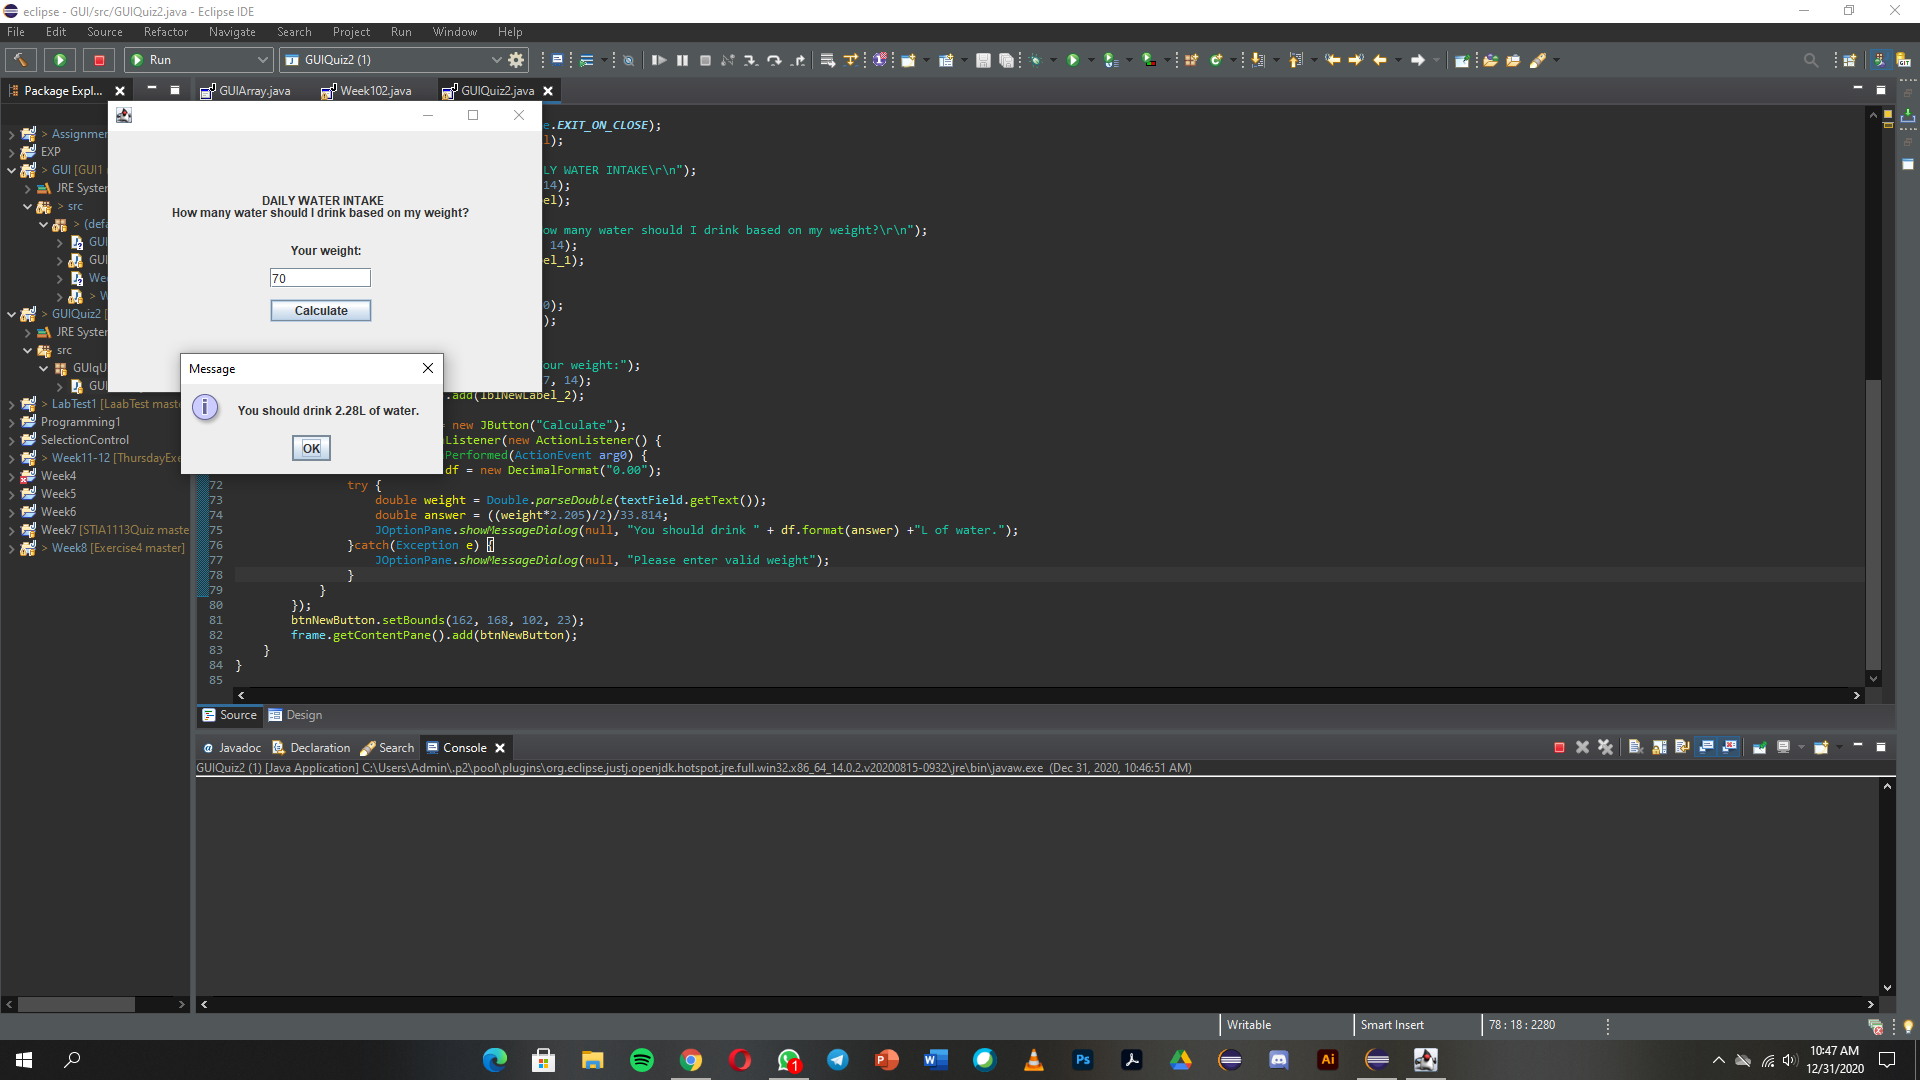 eclipse - GUI/src/GUIQuiz2.java - Eclipse IDE
File Edit Source Refactor Navigate Search Project Run Window Help
Run GUIQuiz2 (1)
Package Expl... GUIArray.java Week102.java GUIQuiz2.java
> Assignmen
EXP
> GUI [GUI1
JRE System
> src
> (defa
GUI
GUI
We
> W
> GUIQuiz2 [
JRE System
src
GUIqU
GUI
> LabTest1 [LaabTest maste
Programming1
SelectionControl
> Week11-12 [ThursdayExe
Week4
Week5
Week6
Week7 [STIA1113Quiz maste
> Week8 [Exercise4 master]
DAILY WATER INTAKE
How many water should I drink based on my weight?
Your weight:
70
Calculate
Message
You should drink 2.28L of water.
OK
.EXIT_ON_CLOSE);
);
LY WATER INTAKE\r\n");
14);
el);
ow many water should I drink based on my weight?\r\n");
14);
el_1);
0);
);
our weight:");
7, 14);
.add(lblNewLabel_2);
= new JButton("Calculate");
Listener(new ActionListener() {
Performed(ActionEvent arg0) {
df = new DecimalFormat("0.00");
72 try {
73 double weight = Double.parseDouble(textField.getText());
74 double answer = ((weight*2.205)/2)/33.814;
75 JOptionPane.showMessageDialog(null, "You should drink " + df.format(answer) +"L of water.");
76 }catch(Exception e) {
77 JOptionPane.showMessageDialog(null, "Please enter valid weight");
78 }
79 }
80 });
81 btnNewButton.setBounds(162, 168, 102, 23);
82 frame.getContentPane().add(btnNewButton);
83 }
84 }
85
Source Design
Javadoc Declaration Search Console
GUIQuiz2 (1) [Java Application] C:\Users\Admin\.p2\pool\plugins\org.eclipse.justj.openjdk.hotspot.jre.full.win32.x86_64_14.0.2.v20200815-0932\jre\bin\javaw.exe (Dec 31, 2020, 10:46:51 AM)
Writable Smart Insert 78 : 18 : 2280
10:47 AM
12/31/2020